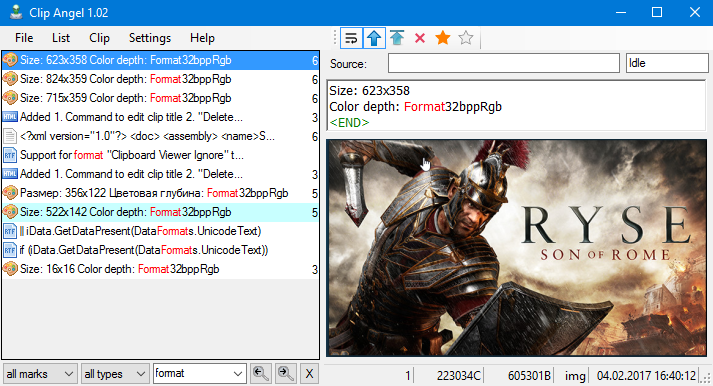 Clip Angel 1.02
File List Clip Settings Help
Size: 623x358 Color depth: Format32bppRgb 6
Size: 824x359 Color depth: Format32bppRgb 6
Size: 715x359 Color depth: Format32bppRgb 6
HTML Added 1. Command to edit clip title 2. "Delete... 3
<?xml version="1.0"?> <doc> <assembly> <name>S... 6
RTF Support for format "Clipboard Viewer Ignore" t...
HTML Added 1. Command to edit clip title 2. "Delete... 3
Размер: 356x122 Цветовая глубина: Format32bppRgb 5
Size: 522x142 Color depth: Format32bppRgb 5
RTF iData.GetDataPresent(DataFormats.UnicodeText)
RTF if (iData.GetDataPresent(DataFormats.UnicodeText))
Size: 16x16 Color depth: Format32bppRgb 3
all marks all types format X
Source: Idle
Size: 623x358
Color depth: Format32bppRgb
<END>
RYSE
SON OF ROME
1 223034C 605301B img 04.02.2017 16:40:12